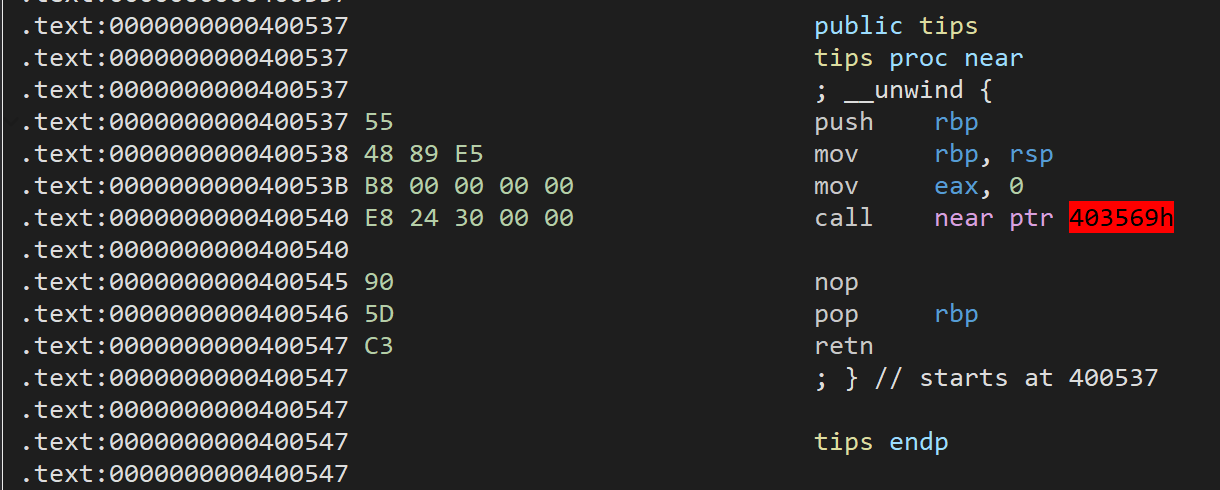 .text:0000000000400537 public tips
.text:0000000000400537 tips proc near
.text:0000000000400537 ; __unwind {
.text:0000000000400537 55 push rbp
.text:0000000000400538 48 89 E5 mov rbp, rsp
.text:000000000040053B B8 00 00 00 00 mov eax, 0
.text:0000000000400540 E8 24 30 00 00 call near ptr 403569h
.text:0000000000400540
.text:0000000000400545 90 nop
.text:0000000000400546 5D pop rbp
.text:0000000000400547 C3 retn
.text:0000000000400547 ; } // starts at 400537
.text:0000000000400547
.text:0000000000400547 tips endp
.text:0000000000400547